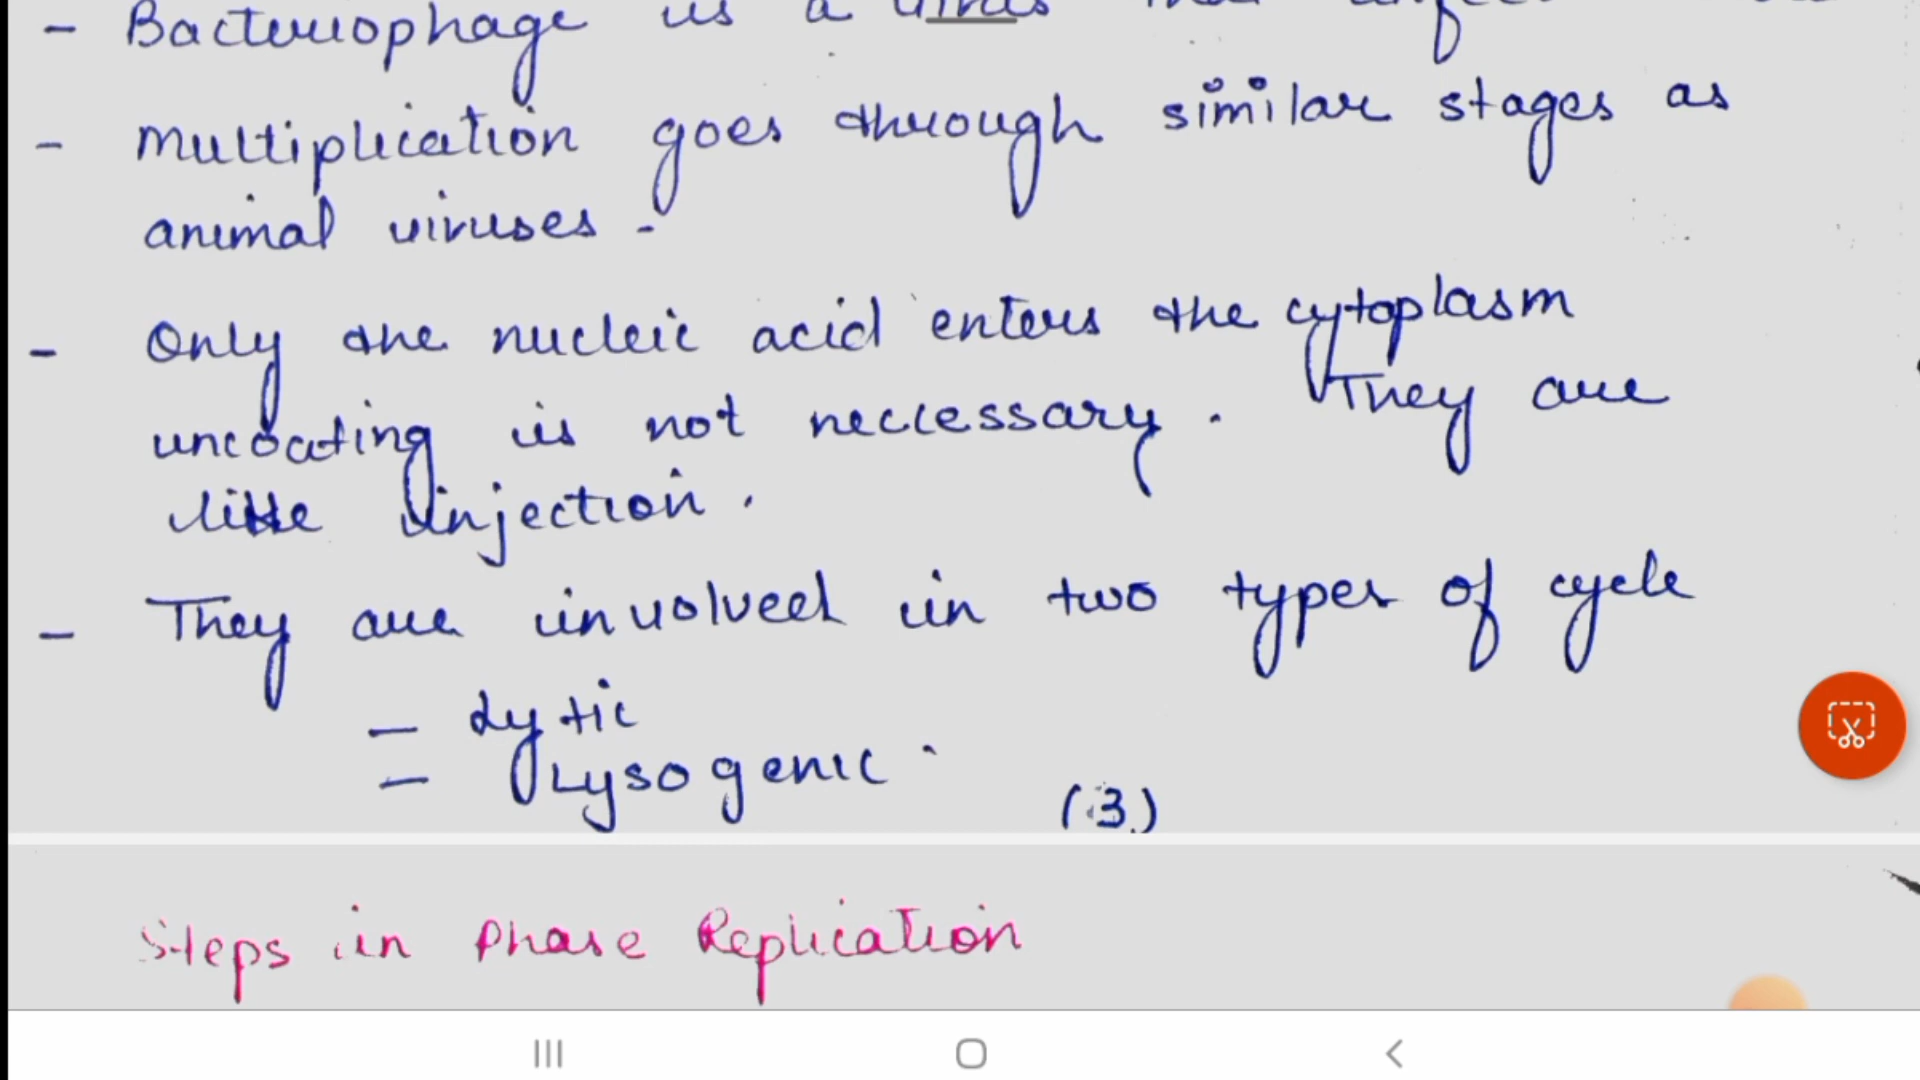 - Bacteriophage is a virus
- Multiplication goes through similar stages as
animal viruses.
- Only the nucleic acid enters the cytoplasm
uncoating is not neccessary. They are
like injection.
- They are involved in two types of cycle
- Lytic
- Lysogenic.
(3)
Steps in Phase Replication